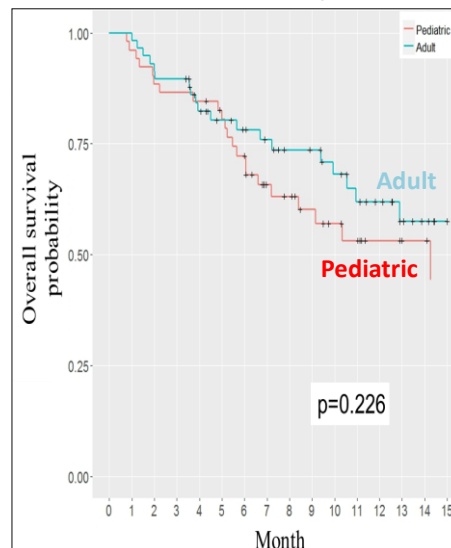 Pediatric
Adult
1.00
0.75
0.50
0.25
0.00
Overall survival
probability
Adult
Pediatric
p=0.226
0 1 2 3 4 5 6 7 8 9 10 11 12 13 14 15
Month